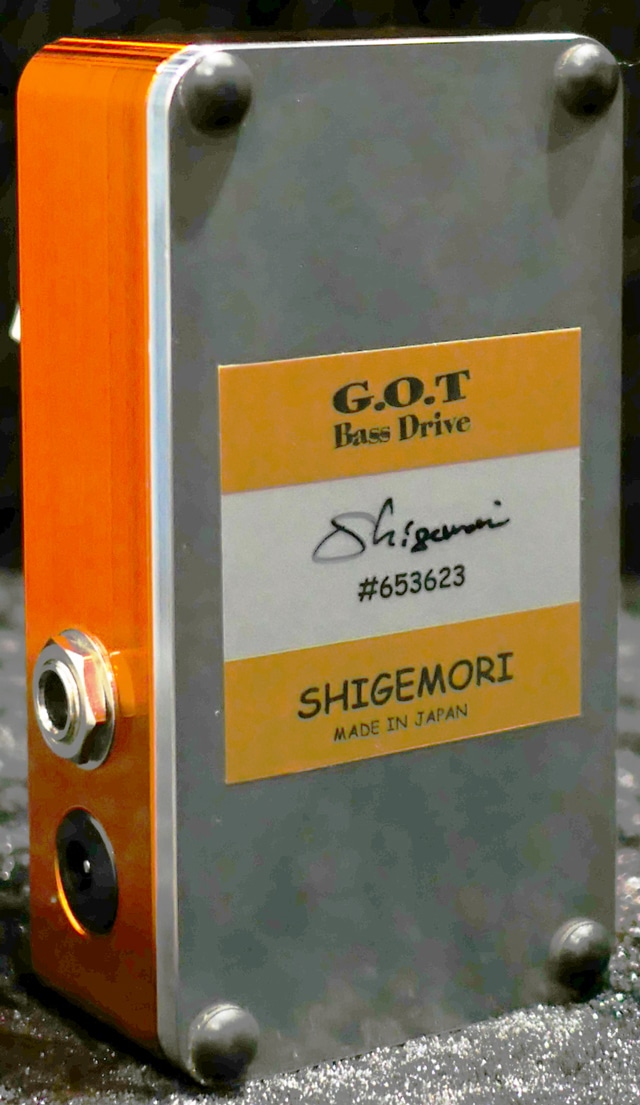 G.O.T
Bass Drive
Shigemori
#653623
SHIGEMORI
MADE IN JAPAN